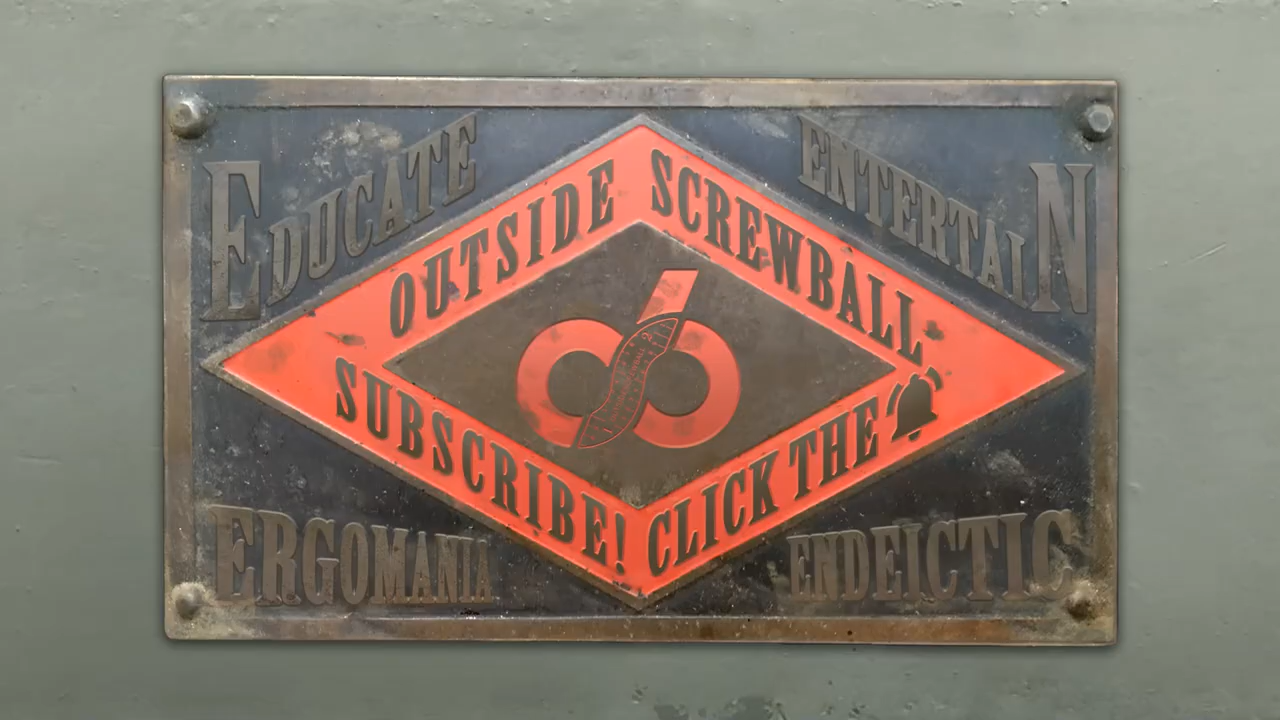 EDUCATE
ENTERTAIN
OUTSIDE
SCREWBALL
SUBSCRIBE!
CLICK THE
ERGOMANIA
ENDEICTIC